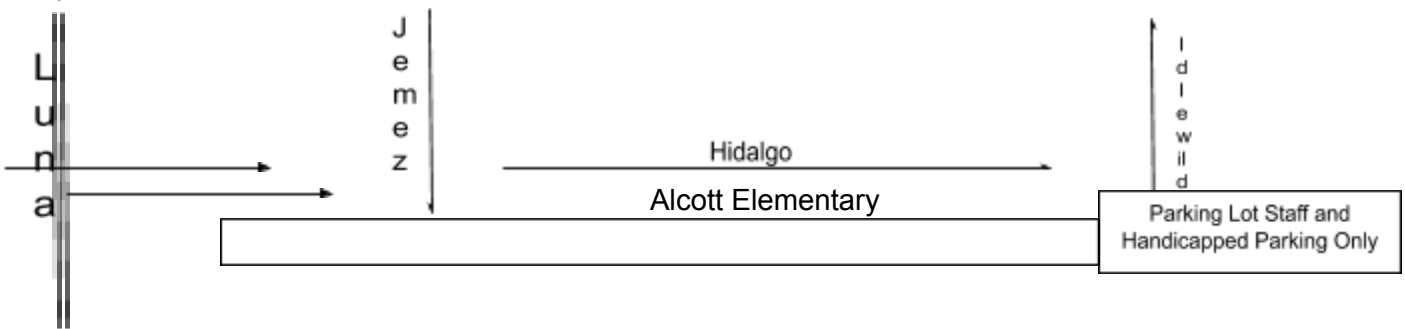 Luna
Jemez
Hidalgo
Alcott Elementary
Idlewild
Parking Lot Staff and
Handicapped Parking Only